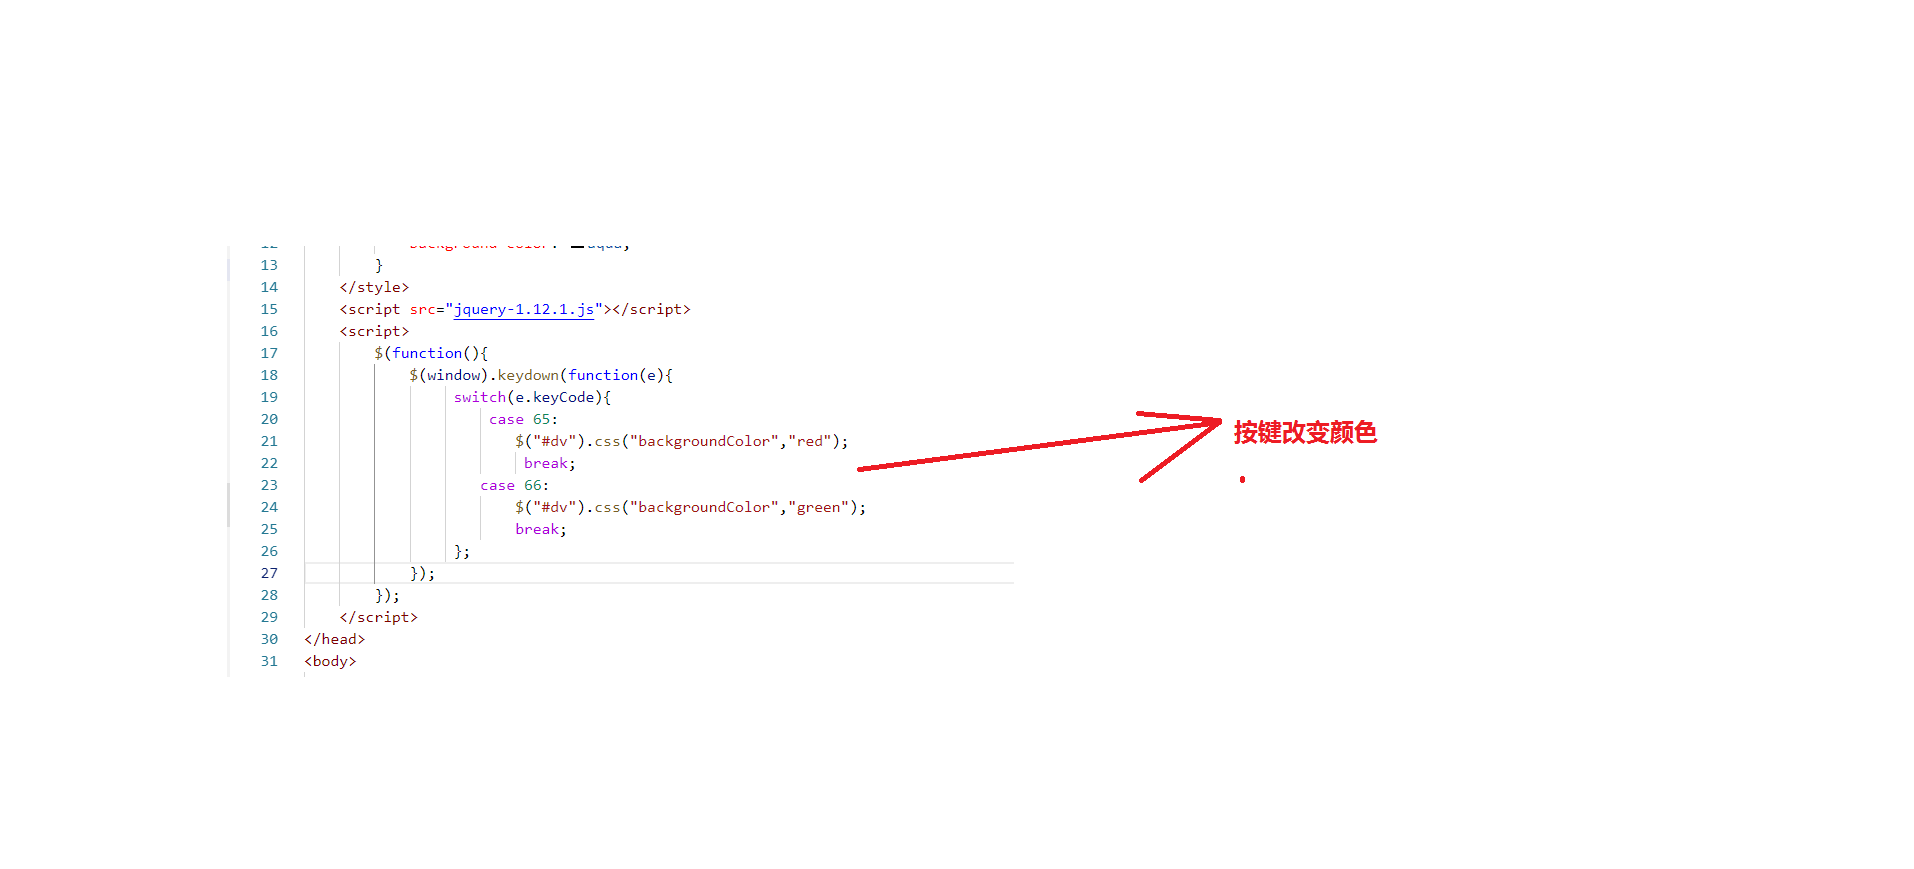 13 }
14 </style>
15 <script src="jquery-1.12.1.js"></script>
16 <script>
17 $(function(){
18 $(window).keydown(function(e){
19 switch(e.keyCode){
20 case 65:
21 $("#dv").css("backgroundColor","red");
22 break;
23 case 66:
24 $("#dv").css("backgroundColor","green");
25 break;
26 };
27 });
28 });
29 </script>
30 </head>
31 <body>
按键改变颜色